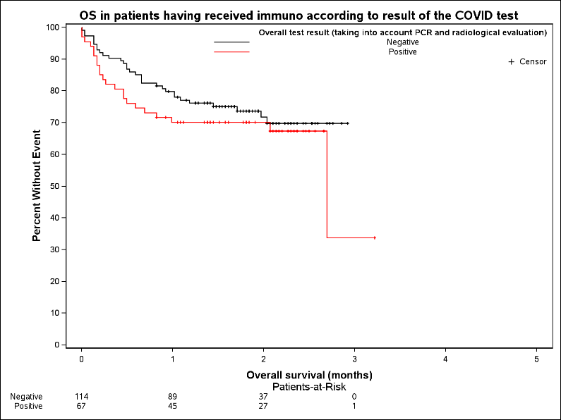 OS in patients having received immuno according to result of the COVID test
Overall test result (taking into account PCR and radiological evaluation)
Negative
Positive
+ Censor
Percent Without Event
100
90
80
70
60
50
40
30
20
10
0
0 1 2 3 4 5
Overall survival (months)
Patients-at-Risk
Negative 114 89 37 0
Positive 67 45 27 1